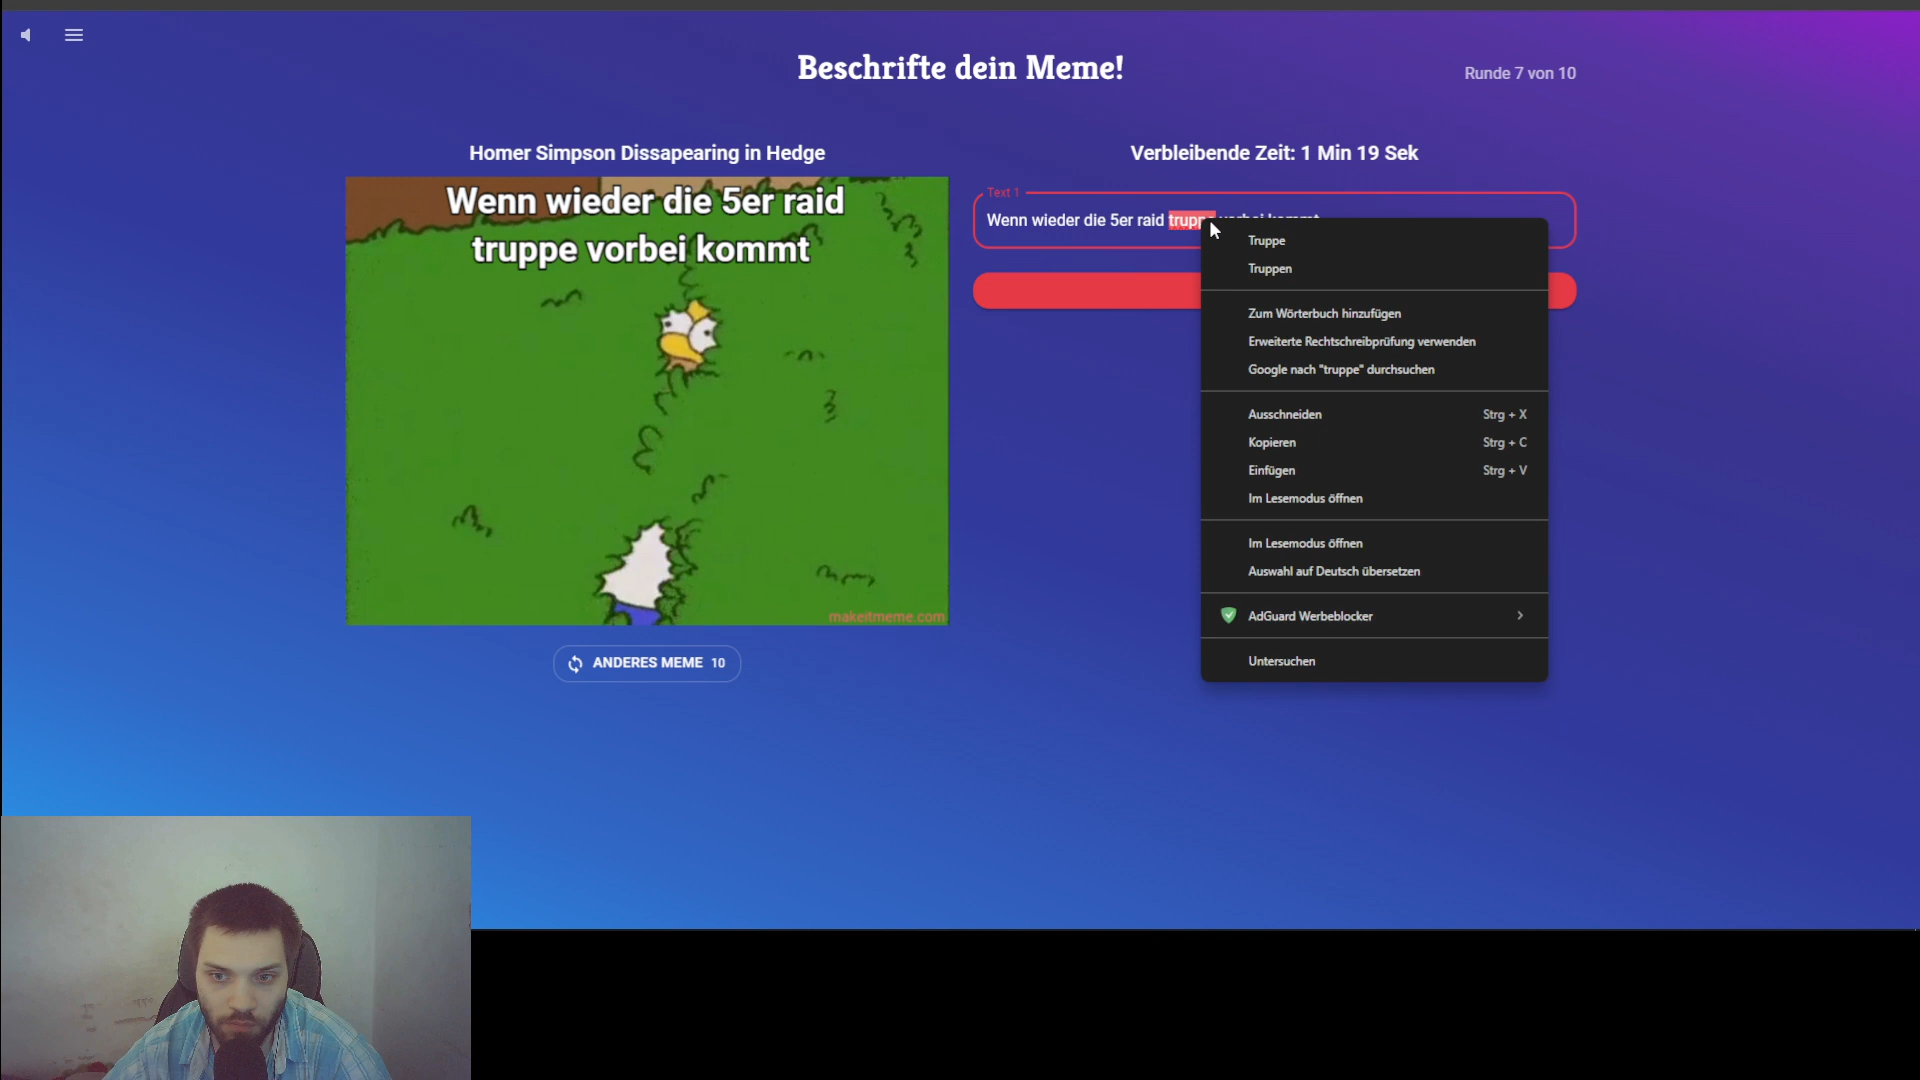 Beschrifte dein Meme!
Runde 7 von 10
Homer Simpson Dissapearing in Hedge
Wenn wieder die 5er raid
truppe vorbei kommt
makeitmeme.com
ANDERES MEME 10
Verbleibende Zeit: 1 Min 19 Sek
Text 1
Wenn wieder die 5er raid
Truppe
Truppen
Zum Wörterbuch hinzufügen
Erweiterte Rechtschreibprüfung verwenden
Google nach "truppe" durchsuchen
Ausschneiden Strg + X
Kopieren Strg + C
Einfügen Strg + V
Im Lesemodus öffnen
Im Lesemodus öffnen
Auswahl auf Deutsch übersetzen
AdGuard Werbeblocker
Untersuchen